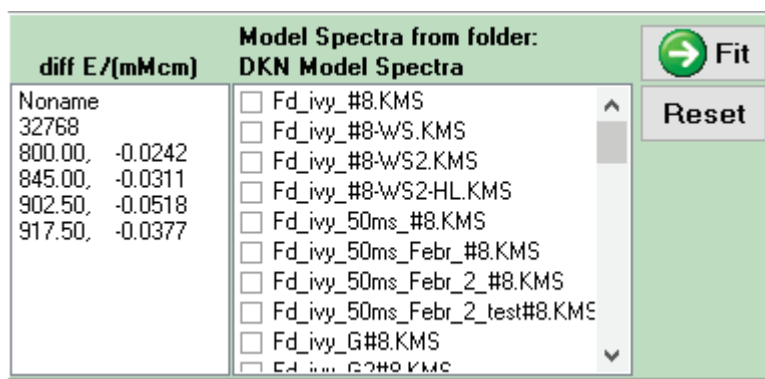 diff E/(mMcm)
Model Spectra from folder:
DKN Model Spectra
Fit
Reset
Noname
32768
800.00, -0.0242
845.00, -0.0311
902.50, -0.0518
917.50, -0.0377
Fd_ivy_#8.KMS
Fd_ivy_#8-WS.KMS
Fd_ivy_#8-WS2.KMS
Fd_ivy_#8-WS2-HL.KMS
Fd_ivy_50ms_#8.KMS
Fd_ivy_50ms_Febr_#8.KMS
Fd_ivy_50ms_Febr_2_#8.KMS
Fd_ivy_50ms_Febr_2_test#8.KMS
Fd_ivy_G#8.KMS
Fd_ivy_G2#8.KMS